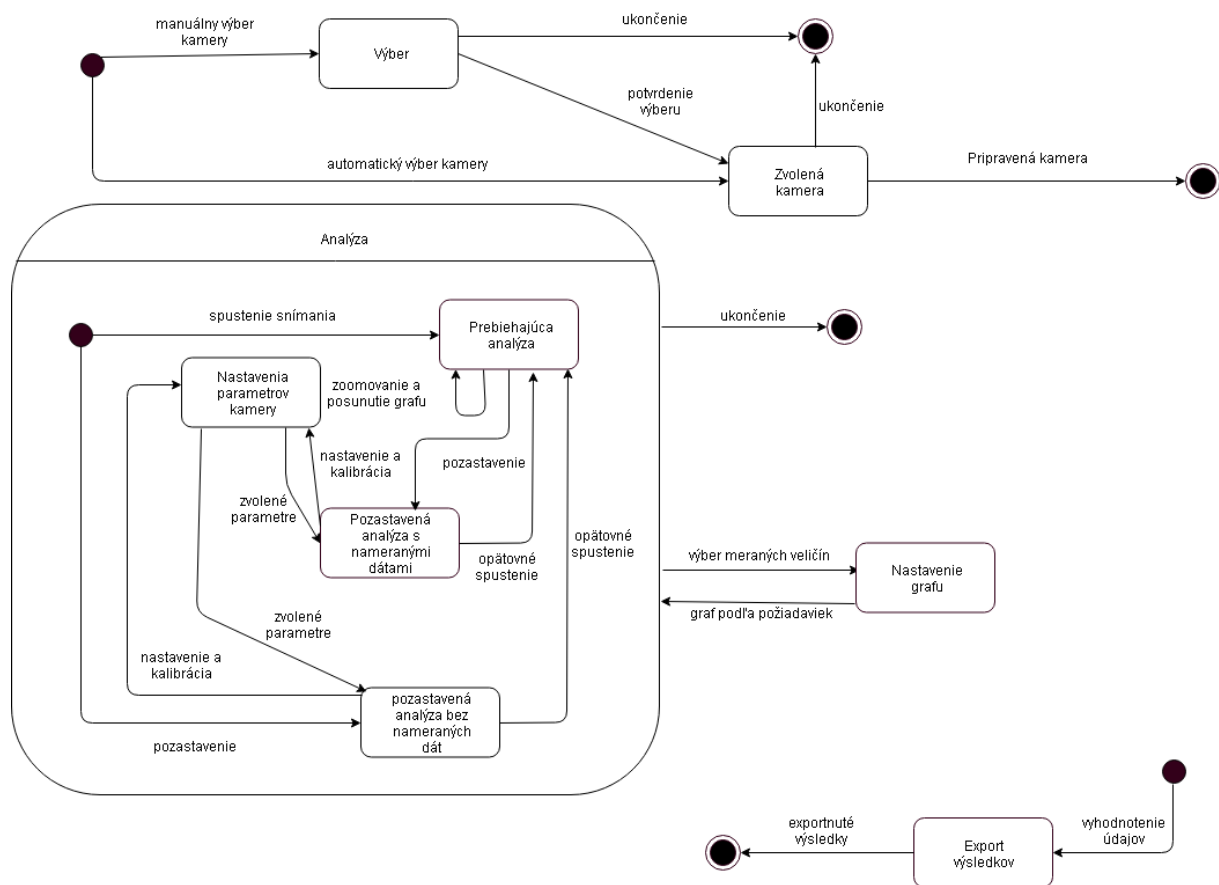 manuálny výber
kamery
Výber
ukončenie
potvrdenie
výberu
ukončenie
automatický výber kamery
Zvolená
kamera
Pripravená kamera
Analýza
spustenie snímania
Prebiehajúca
analýza
ukončenie
Nastavenia
parametrov
kamery
zoomovanie a
posunutie grafu
nastavenie a
kalibrácia
pozastavenie
zvolené
parametre
Pozastavená
analýza s
nameranými
dátami
opätovné
spustenie
opätovné
spustenie
výber meraných veličín
Nastavenie
grafu
graf podľa požiadaviek
zvolené
parametre
nastavenie a
kalibrácia
pozastavená
analýza bez
nameraných
dát
pozastavenie
exportnuté
výsledky
Export
výsledkov
vyhodnotenie
údajov